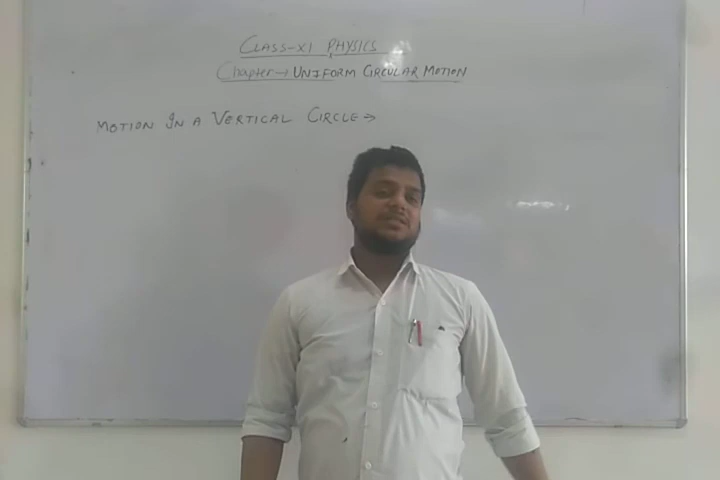 CLASS-XI PHYSICS
Chapter→ UNIFORM CIRCULAR MOTION
MOTION IN A VERTICAL CIRCLE→